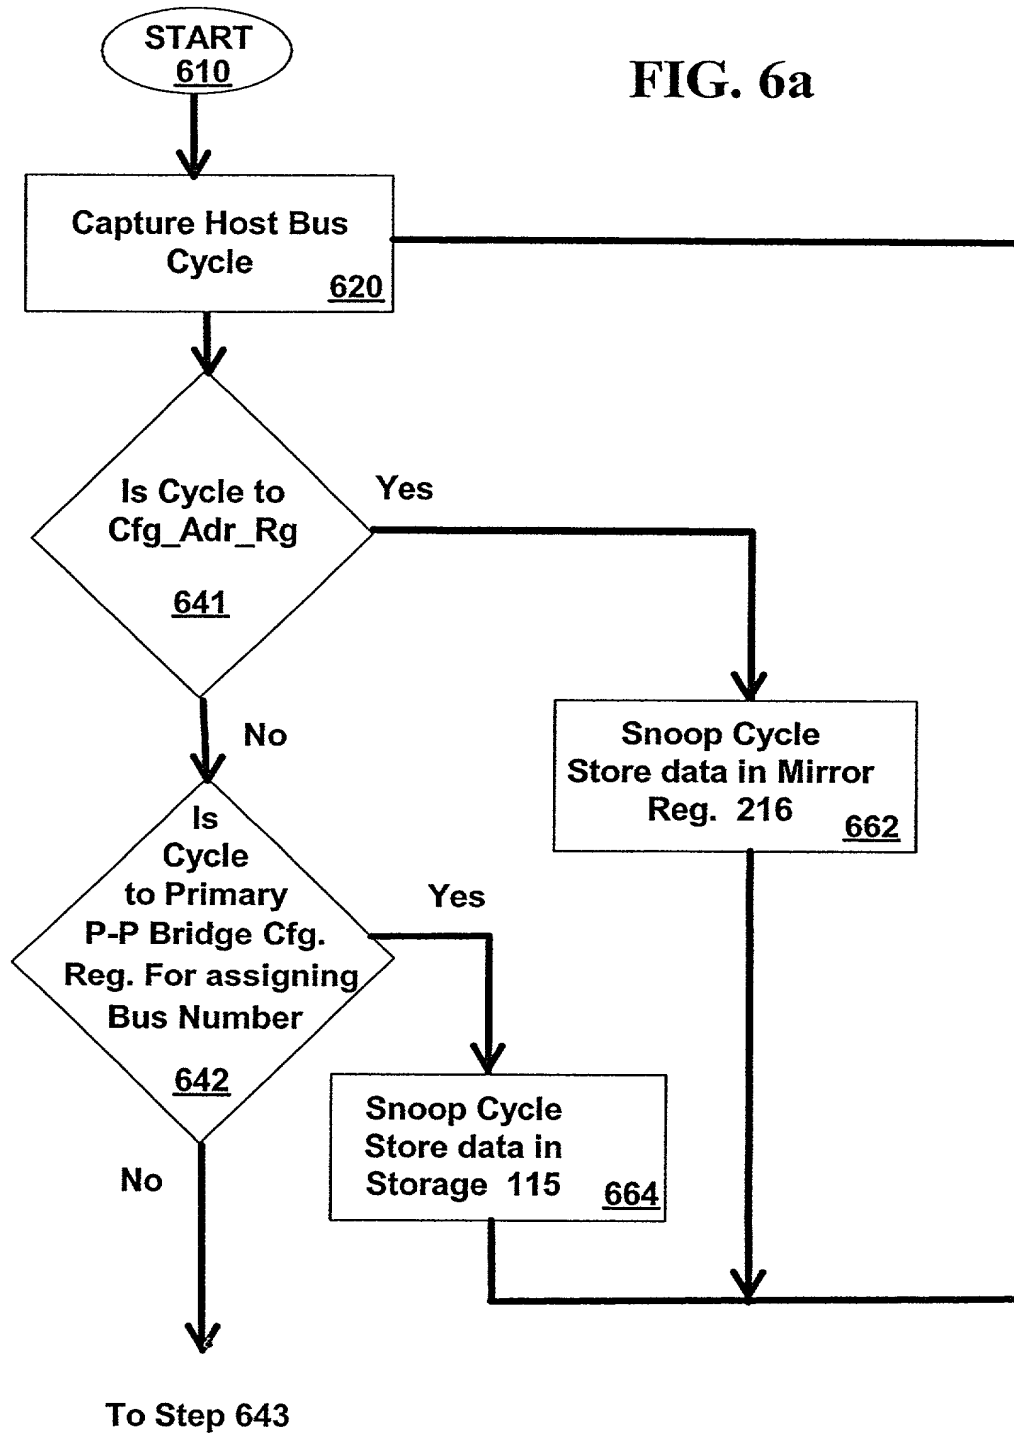 START
610
FIG. 6a
Capture Host Bus
Cycle
620
Is Cycle to
Cfg_Adr_Rg
641
Yes
No
Snoop Cycle
Store data in Mirror
Reg. 216
662
Is
Cycle
to Primary
P-P Bridge Cfg.
Reg. For assigning
Bus Number
642
Yes
No
Snoop Cycle
Store data in
Storage 115
664
To Step 643